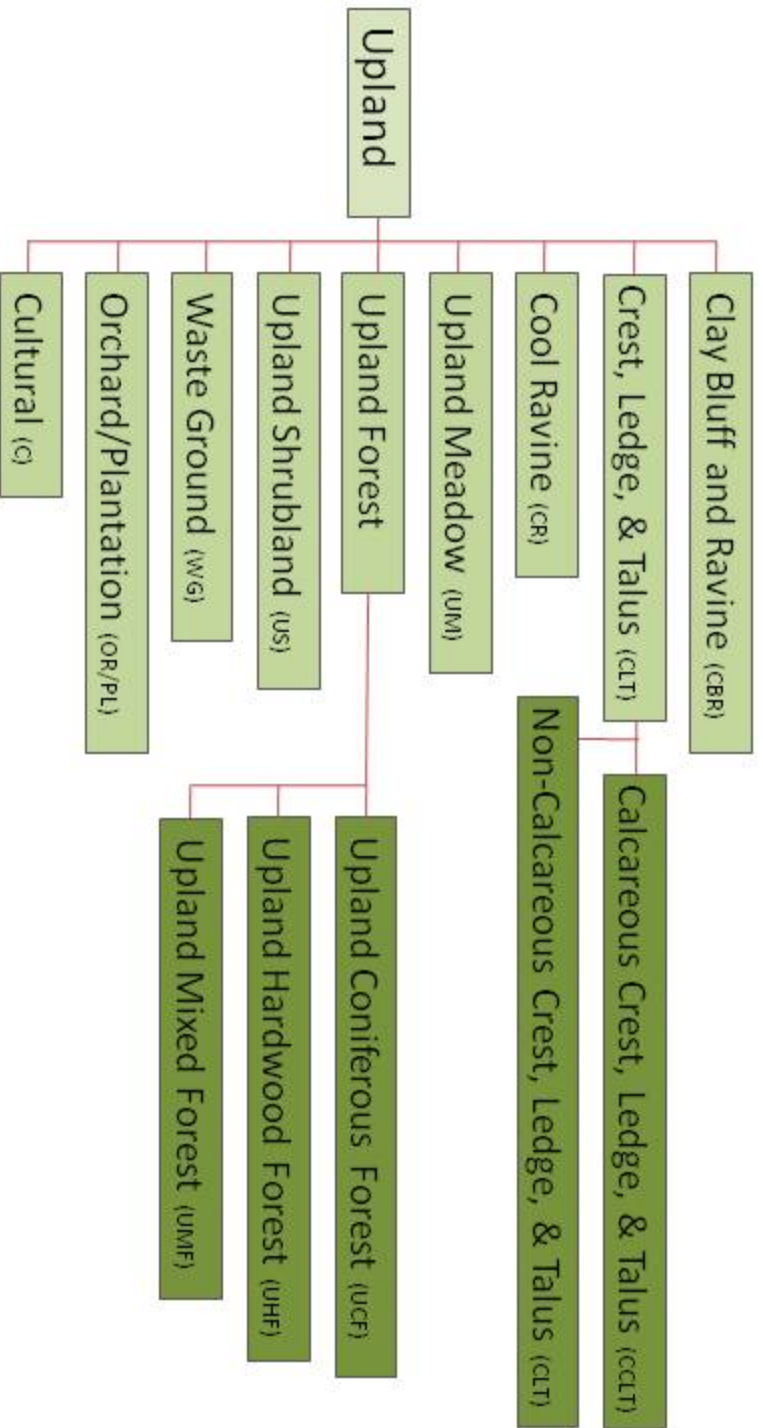 Upland
Clay Bluff and Ravine (CBR)
Crest, Ledge, & Talus (CLT)
Calcareous Crest, Ledge, & Talus (CCLT)
Non-Calcareous Crest, Ledge, & Talus (CLT)
Cool Ravine (CR)
Upland Meadow (UM)
Upland Forest
Upland Coniferous Forest (UCF)
Upland Hardwood Forest (UHF)
Upland Mixed Forest (UMF)
Upland Shrubland (US)
Waste Ground (WG)
Orchard/Plantation (OR/PL)
Cultural (C)